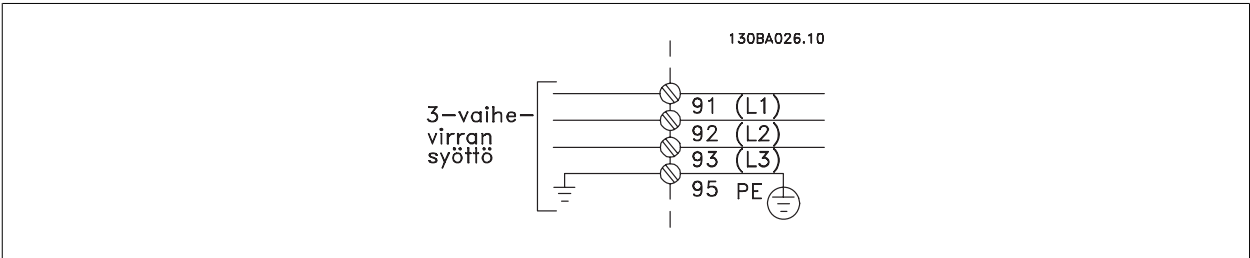 130BA026.10
3-vaihe-
virran
syöttö
91 (L1)
92 (L2)
93 (L3)
95 PE